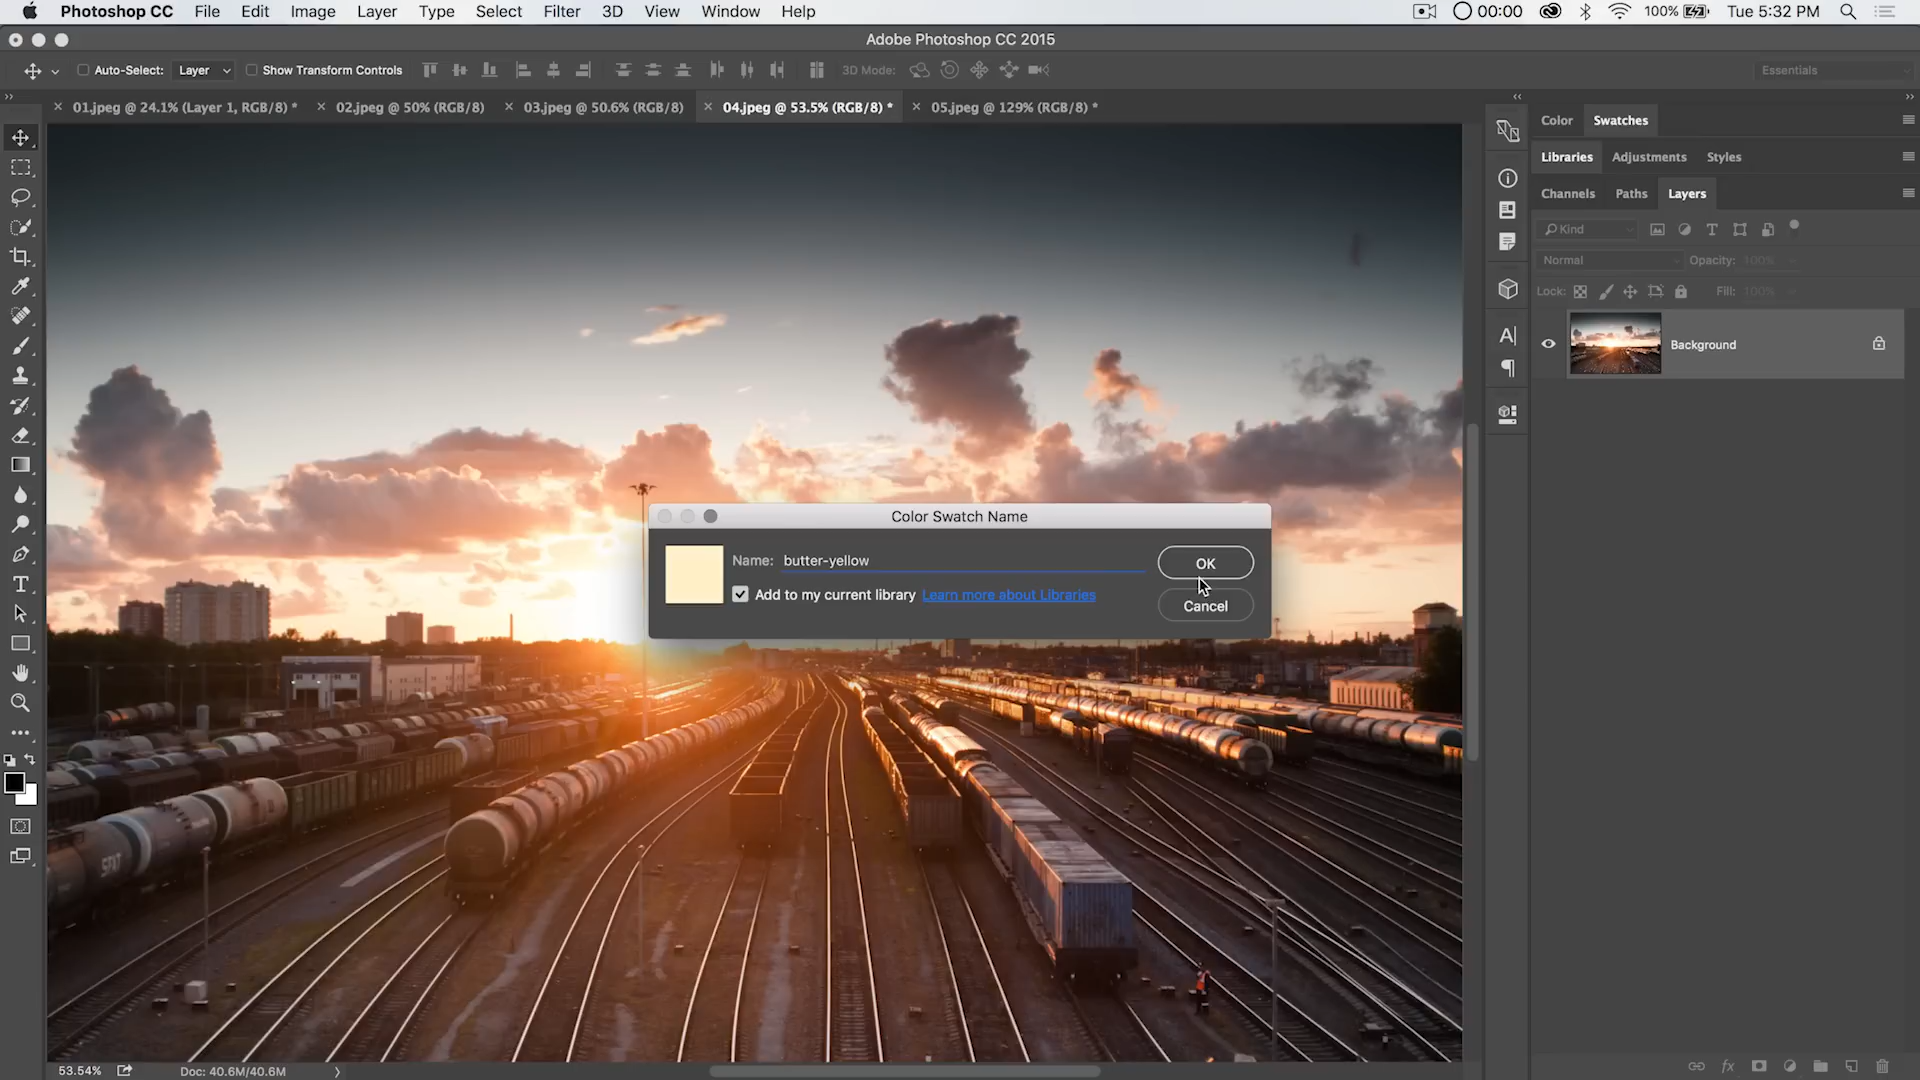 Photoshop CC File Edit Image Layer Type Select Filter 3D View Window Help 00:00 100% Tue 5:32 PM
Adobe Photoshop CC 2015
Auto-Select: Layer Show Transform Controls 3D Mode: Essentials
01.jpeg @ 24.1% (Layer 1, RGB/8) * 02.jpeg @ 50% (RGB/8) 03.jpeg @ 50.6% (RGB/8) 04.jpeg @ 53.5% (RGB/8) * 05.jpeg @ 129% (RGB/8) *
Color Swatches
Libraries Adjustments Styles
Channels Paths Layers
Kind
Normal Opacity: 100%
Lock: Fill: 100%
Background
Color Swatch Name
Name: butter-yellow OK
Add to my current library Learn more about Libraries
Cancel
53.54% Doc: 40.6M/40.6M